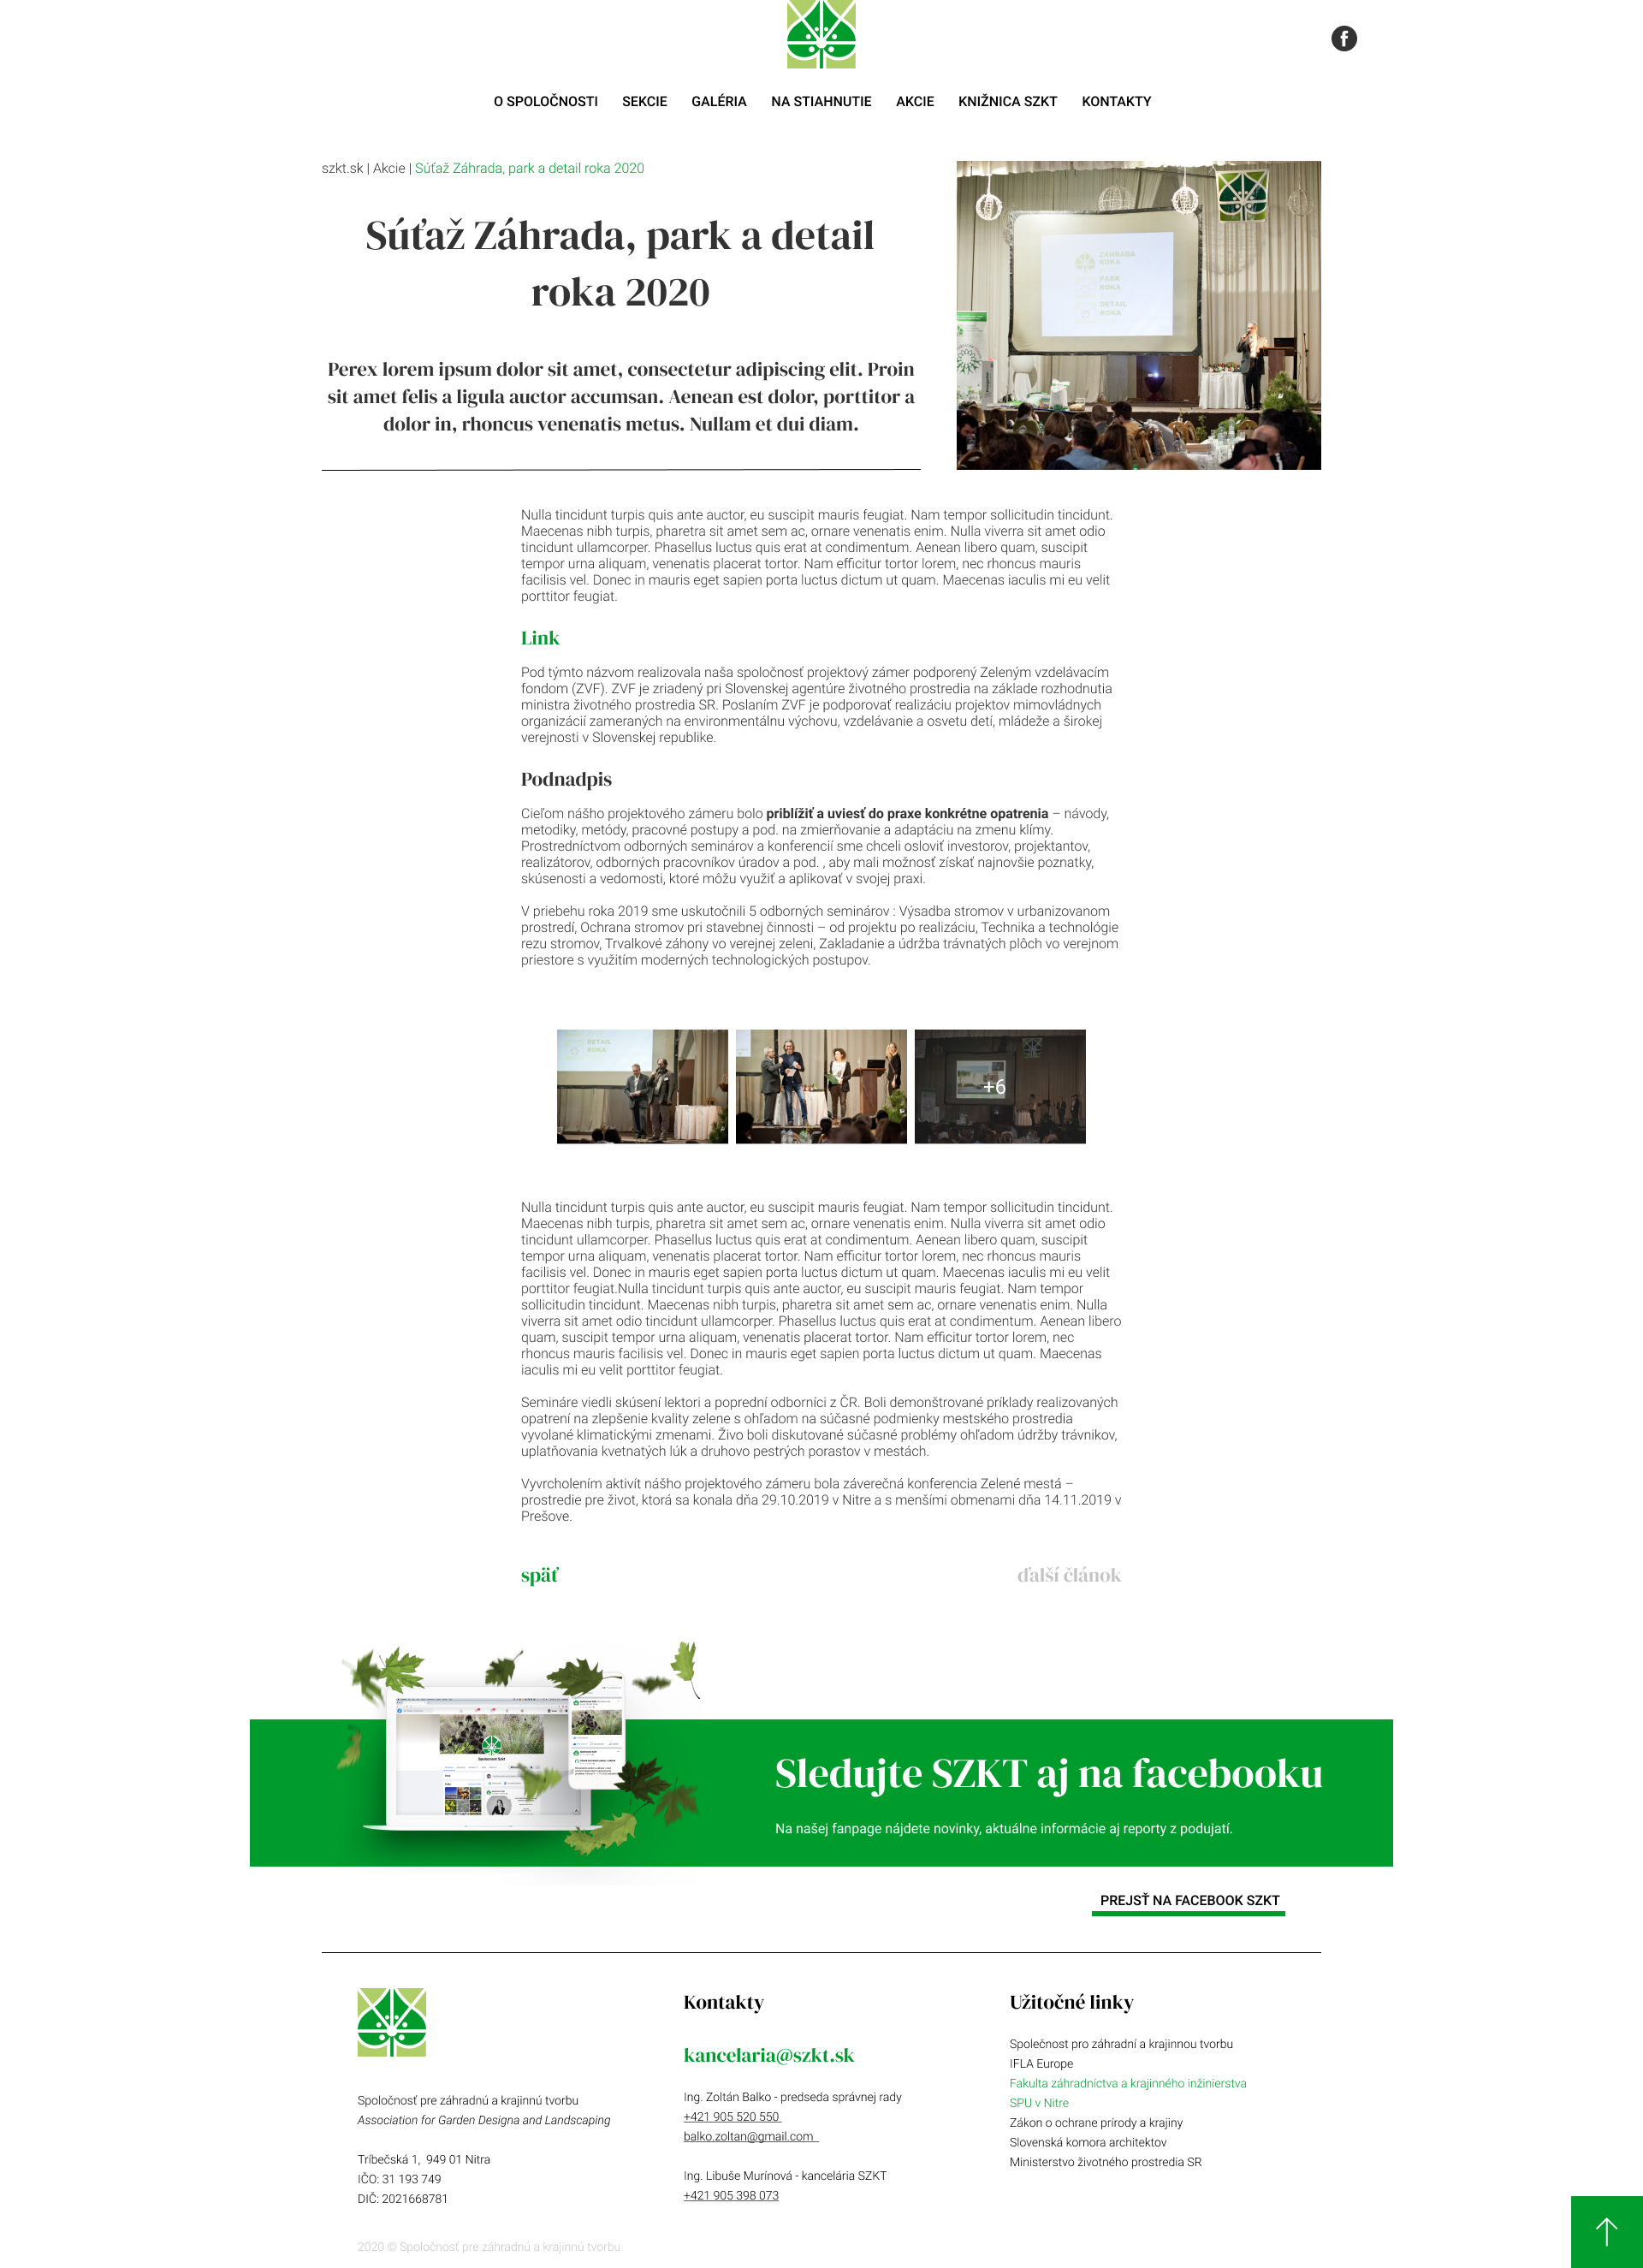 O SPOLOČNOSTI SEKCIE GALÉRIA NA STIAHNUTIE AKCIE KNIŽNICA SZKT KONTAKTY
szkt.sk | Akcie | Súťaž Záhrada, park a detail roka 2020
Súťaž Záhrada, park a detail
roka 2020
ZÁHRADA
ROKA
PARK
ROKA
DETAIL
ROKA
Perex lorem ipsum dolor sit amet, consectetur adipiscing elit. Proin
sit amet felis a ligula auctor accumsan. Aenean est dolor, porttitor a
dolor in, rhoncus venenatis metus. Nullam et dui diam.
Nulla tincidunt turpis quis ante auctor, eu suscipit mauris feugiat. Nam tempor sollicitudin tincidunt.
Maecenas nibh turpis, pharetra sit amet sem ac, ornare venenatis enim. Nulla viverra sit amet odio
tincidunt ullamcorper. Phasellus luctus quis erat at condimentum. Aenean libero quam, suscipit
tempor urna aliquam, venenatis placerat tortor. Nam efficitur tortor lorem, nec rhoncus mauris
facilisis vel. Donec in mauris eget sapien porta luctus dictum ut quam. Maecenas iaculis mi eu velit
porttitor feugiat.
Link
Pod týmto názvom realizovala naša spoločnosť projektový zámer podporený Zeleným vzdelávacím
fondom (ZVF). ZVF je zriadený pri Slovenskej agentúre životného prostredia na základe rozhodnutia
ministra životného prostredia SR. Poslaním ZVF je podporovať realizáciu projektov mimovládnych
organizácií zameraných na environmentálnu výchovu, vzdelávanie a osvetu detí, mládeže a širokej
verejnosti v Slovenskej republike.
Podnadpis
Cieľom nášho projektového zámeru bolo priblížiť a uviesť do praxe konkrétne opatrenia – návody,
metodiky, metódy, pracovné postupy a pod. na zmierňovanie a adaptáciu na zmenu klímy.
Prostredníctvom odborných seminárov a konferencií sme chceli osloviť investorov, projektantov,
realizátorov, odborných pracovníkov úradov a pod. , aby mali možnosť získať najnovšie poznatky,
skúsenosti a vedomosti, ktoré môžu využiť a aplikovať v svojej praxi.
V priebehu roka 2019 sme uskutočnili 5 odborných seminárov : Výsadba stromov v urbanizovanom
prostredí, Ochrana stromov pri stavebnej činnosti – od projektu po realizáciu, Technika a technológie
rezu stromov, Trvalkové záhony vo verejnej zeleni, Zakladanie a údržba trávnatých plôch vo verejnom
priestore s využitím moderných technologických postupov.
DETAIL
ROKA
+6
Nulla tincidunt turpis quis ante auctor, eu suscipit mauris feugiat. Nam tempor sollicitudin tincidunt.
Maecenas nibh turpis, pharetra sit amet sem ac, ornare venenatis enim. Nulla viverra sit amet odio
tincidunt ullamcorper. Phasellus luctus quis erat at condimentum. Aenean libero quam, suscipit
tempor urna aliquam, venenatis placerat tortor. Nam efficitur tortor lorem, nec rhoncus mauris
facilisis vel. Donec in mauris eget sapien porta luctus dictum ut quam. Maecenas iaculis mi eu velit
porttitor feugiat.Nulla tincidunt turpis quis ante auctor, eu suscipit mauris feugiat. Nam tempor
sollicitudin tincidunt. Maecenas nibh turpis, pharetra sit amet sem ac, ornare venenatis enim. Nulla
viverra sit amet odio tincidunt ullamcorper. Phasellus luctus quis erat at condimentum. Aenean libero
quam, suscipit tempor urna aliquam, venenatis placerat tortor. Nam efficitur tortor lorem, nec
rhoncus mauris facilisis vel. Donec in mauris eget sapien porta luctus dictum ut quam. Maecenas
iaculis mi eu velit porttitor feugiat.
Semináre viedli skúsení lektori a poprední odborníci z ČR. Boli demonštrované príklady realizovaných
opatrení na zlepšenie kvality zelene s ohľadom na súčasné podmienky mestského prostredia
vyvolané klimatickými zmenami. Živo boli diskutované súčasné problémy ohľadom údržby trávnikov,
uplatňovania kvetnatých lúk a druhovo pestrých porastov v mestách.
Vyvrcholením aktivít nášho projektového zámeru bola záverečná konferencia Zelené mestá –
prostredie pre život, ktorá sa konala dňa 29.10.2019 v Nitre a s menšími obmenami dňa 14.11.2019 v
Prešove.
späť ďalší článok
Sledujte SZKT aj na facebooku
Na našej fanpage nájdete novinky, aktuálne informácie aj reporty z podujatí.
PREJSŤ NA FACEBOOK SZKT
Spoločnosť pre záhradnú a krajinnú tvorbu
Association for Garden Designa and Landscaping
Tríbečská 1, 949 01 Nitra
IČO: 31 193 749
DIČ: 2021668781
2020 © Spoločnosť pre záhradnú a krajinnú tvorbu
Kontakty
kancelaria@szkt.sk
Ing. Zoltán Balko - predseda správnej rady
+421 905 520 550
balko.zoltan@gmail.com
Ing. Libuše Murínová - kancelária SZKT
+421 905 398 073
Užitočné linky
Společnost pro záhradní a krajinnou tvorbu
IFLA Europe
Fakulta záhradníctva a krajinného inžinierstva
SPU v Nitre
Zákon o ochrane prírody a krajiny
Slovenská komora architektov
Ministerstvo životného prostredia SR